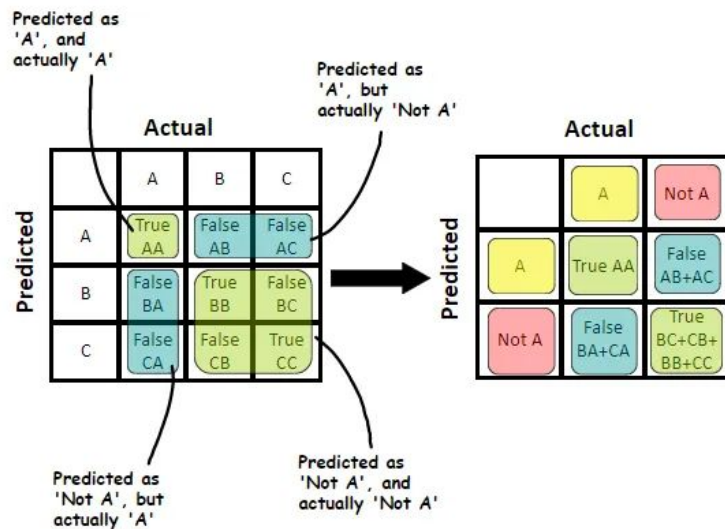 Predicted as
'A', and
actually 'A'
Predicted as
'A', but
actually 'Not A'
Actual
Predicted
A
B
C
A
True
AA
False
AB
False
AC
B
False
BA
True
BB
False
BC
C
False
CA
False
CB
True
CC
Predicted as
'Not A', but
actually 'A'
Predicted as
'Not A', and
actually 'Not A'
Actual
Predicted
A
Not A
A
True AA
False
AB+AC
Not A
False
BA+CA
True
BC+CB+
BB+CC